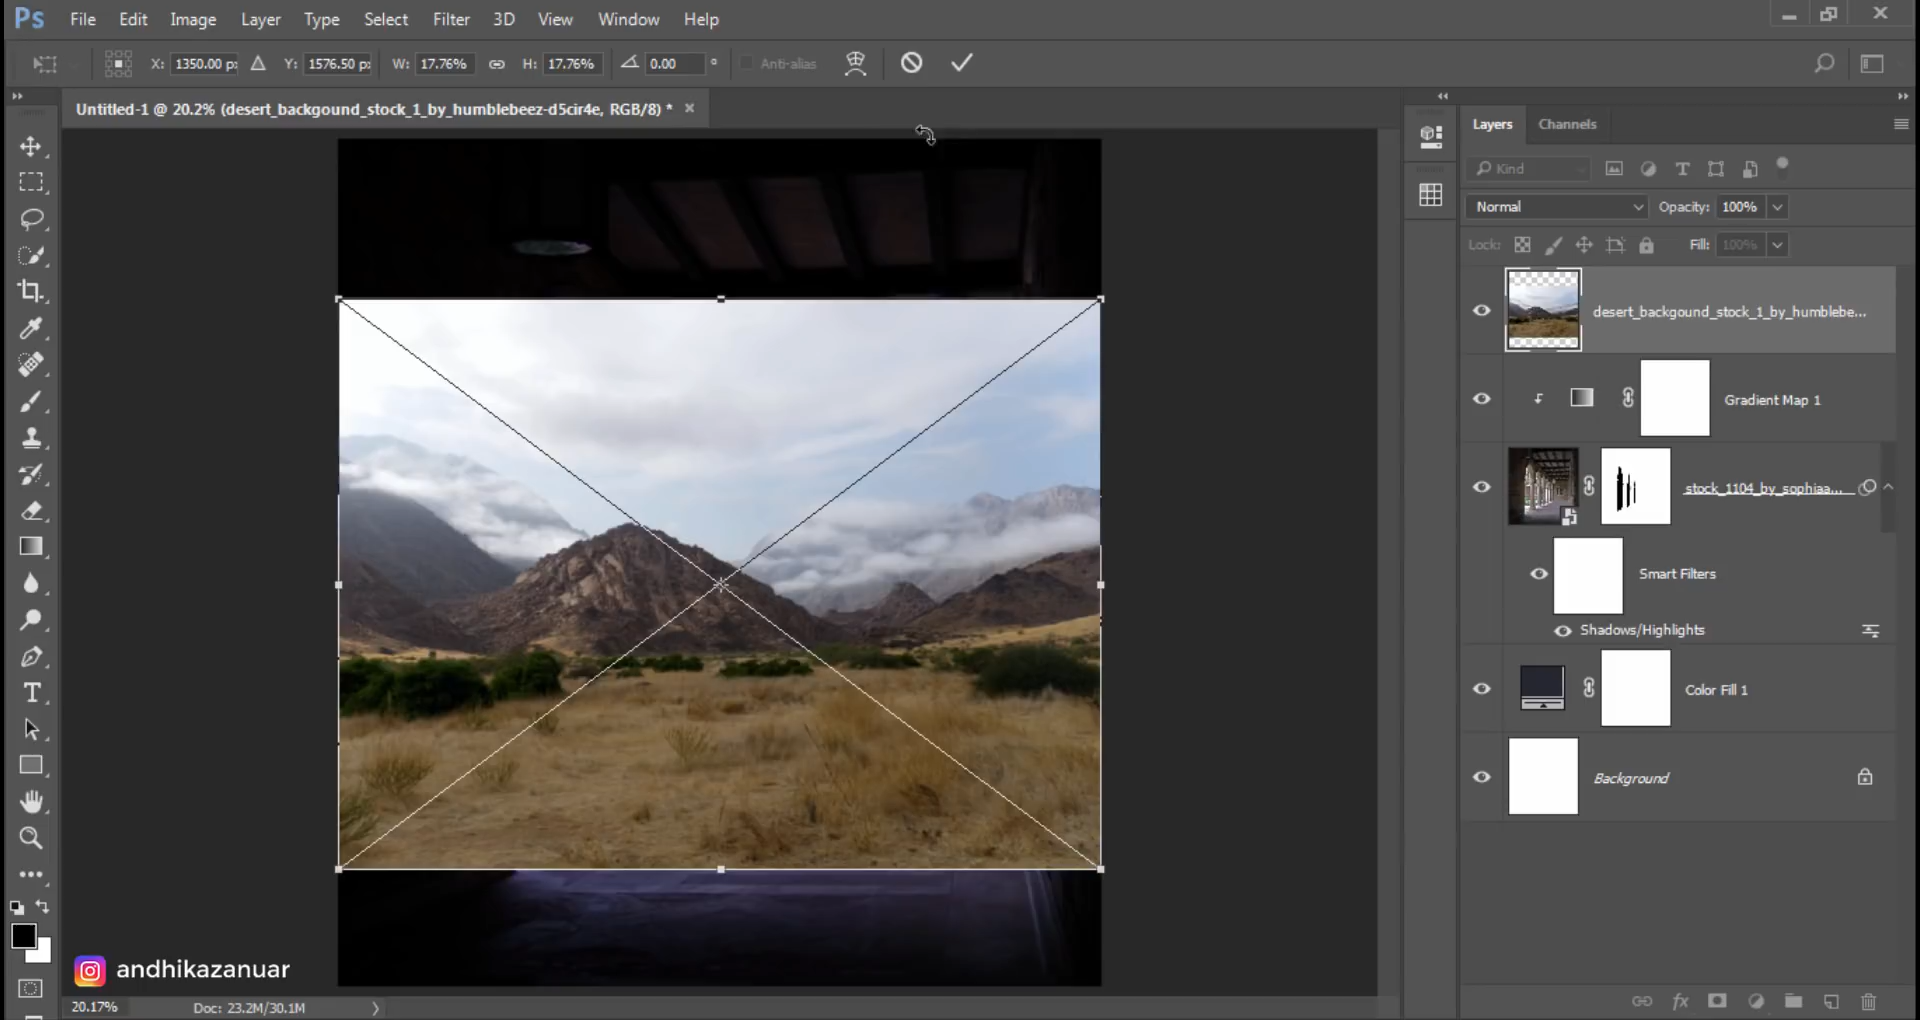 Ps File Edit Image Layer Type Select Filter 3D View Window Help
X: 1350.00 p Y: 1576.50 p W: 17.76% H: 17.76% 0.00 ° Anti-alias
Untitled-1 @ 20.2% (desert_backgound_stock_1_by_humblebeez-d5cir4e, RGB/8) * ×
Layers Channels
Kind
Normal Opacity: 100%
Lock: Fill: 100%
desert_backgound_stock_1_by_humblebe...
Gradient Map 1
stock_1104_by_sophiaa...
Smart Filters
Shadows/Highlights
Color Fill 1
Background
andhikazanuar
20.17% Doc: 23.2M/30.1M
fx